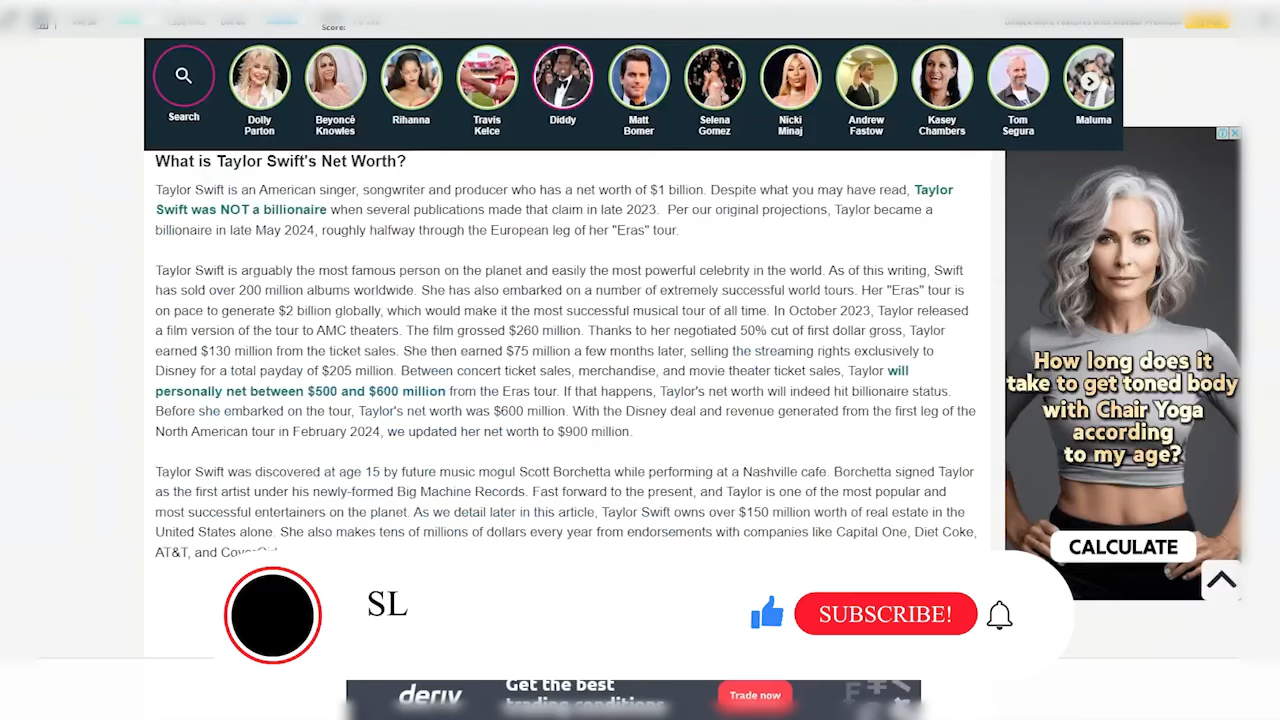 Score:
Unlock More Features with MozBar Premium
Search
Dolly Parton
Beyoncè Knowles
Rihanna
Travis Kelce
Diddy
Matt Bomer
Selena Gomez
Nicki Minaj
Andrew Fastow
Kasey Chambers
Tom Segura
Maluma
What is Taylor Swift's Net Worth?
Taylor Swift is an American singer, songwriter and producer who has a net worth of $1 billion. Despite what you may have read, Taylor
Swift was NOT a billionaire when several publications made that claim in late 2023. Per our original projections, Taylor became a
billionaire in late May 2024, roughly halfway through the European leg of her "Eras" tour.
Taylor Swift is arguably the most famous person on the planet and easily the most powerful celebrity in the world. As of this writing, Swift
has sold over 200 million albums worldwide. She has also embarked on a number of extremely successful world tours. Her "Eras" tour is
on pace to generate $2 billion globally, which would make it the most successful musical tour of all time. In October 2023, Taylor released
a film version of the tour to AMC theaters. The film grossed $260 million. Thanks to her negotiated 50% cut of first dollar gross, Taylor
earned $130 million from the ticket sales. She then earned $75 million a few months later, selling the streaming rights exclusively to
Disney for a total payday of $205 million. Between concert ticket sales, merchandise, and movie theater ticket sales, Taylor will
personally net between $500 and $600 million from the Eras tour. If that happens, Taylor's net worth will indeed hit billionaire status.
Before she embarked on the tour, Taylor's net worth was $600 million. With the Disney deal and revenue generated from the first leg of the
North American tour in February 2024, we updated her net worth to $900 million.
Taylor Swift was discovered at age 15 by future music mogul Scott Borchetta while performing at a Nashville cafe. Borchetta signed Taylor
as the first artist under his newly-formed Big Machine Records. Fast forward to the present, and Taylor is one of the most popular and
most successful entertainers on the planet. As we detail later in this article, Taylor Swift owns over $150 million worth of real estate in the
United States alone. She also makes tens of millions of dollars every year from endorsements with companies like Capital One, Diet Coke,
AT&T, and CoverGirl
How long does it
take to get toned body
with Chair Yoga
according
to my age?
CALCULATE
SL
SUBSCRIBE!
deriv
Get the best
trading conditions
Trade now